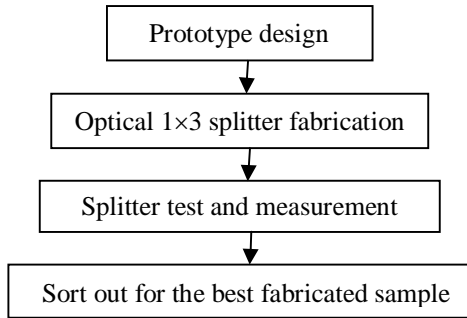 Prototype design
Optical 1×3 splitter fabrication
Splitter test and measurement
Sort out for the best fabricated sample